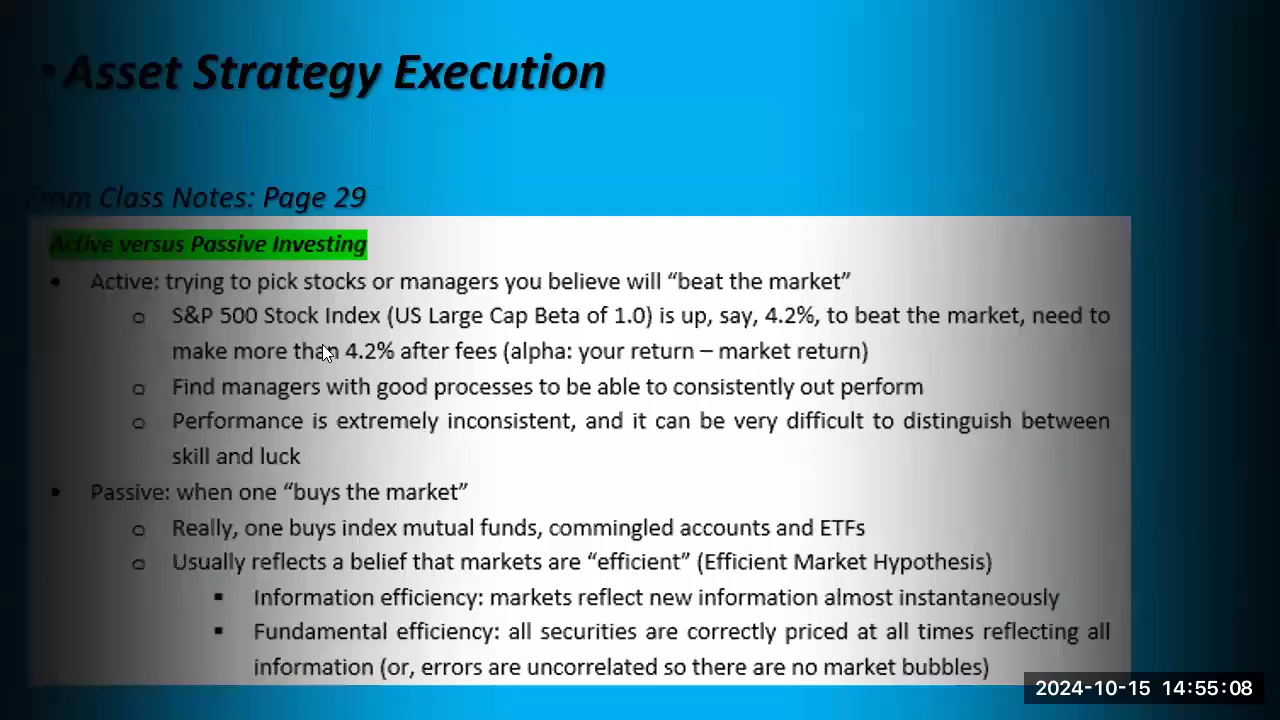 • Asset Strategy Execution
From Class Notes: Page 29
Active versus Passive Investing
• Active: trying to pick stocks or managers you believe will “beat the market”
o S&P 500 Stock Index (US Large Cap Beta of 1.0) is up, say, 4.2%, to beat the market, need to
make more than 4.2% after fees (alpha: your return – market return)
o Find managers with good processes to be able to consistently out perform
o Performance is extremely inconsistent, and it can be very difficult to distinguish between
skill and luck
• Passive: when one “buys the market”
o Really, one buys index mutual funds, commingled accounts and ETFs
o Usually reflects a belief that markets are “efficient” (Efficient Market Hypothesis)
▪ Information efficiency: markets reflect new information almost instantaneously
▪ Fundamental efficiency: all securities are correctly priced at all times reflecting all
information (or, errors are uncorrelated so there are no market bubbles)
2024-10-15 14:55:08